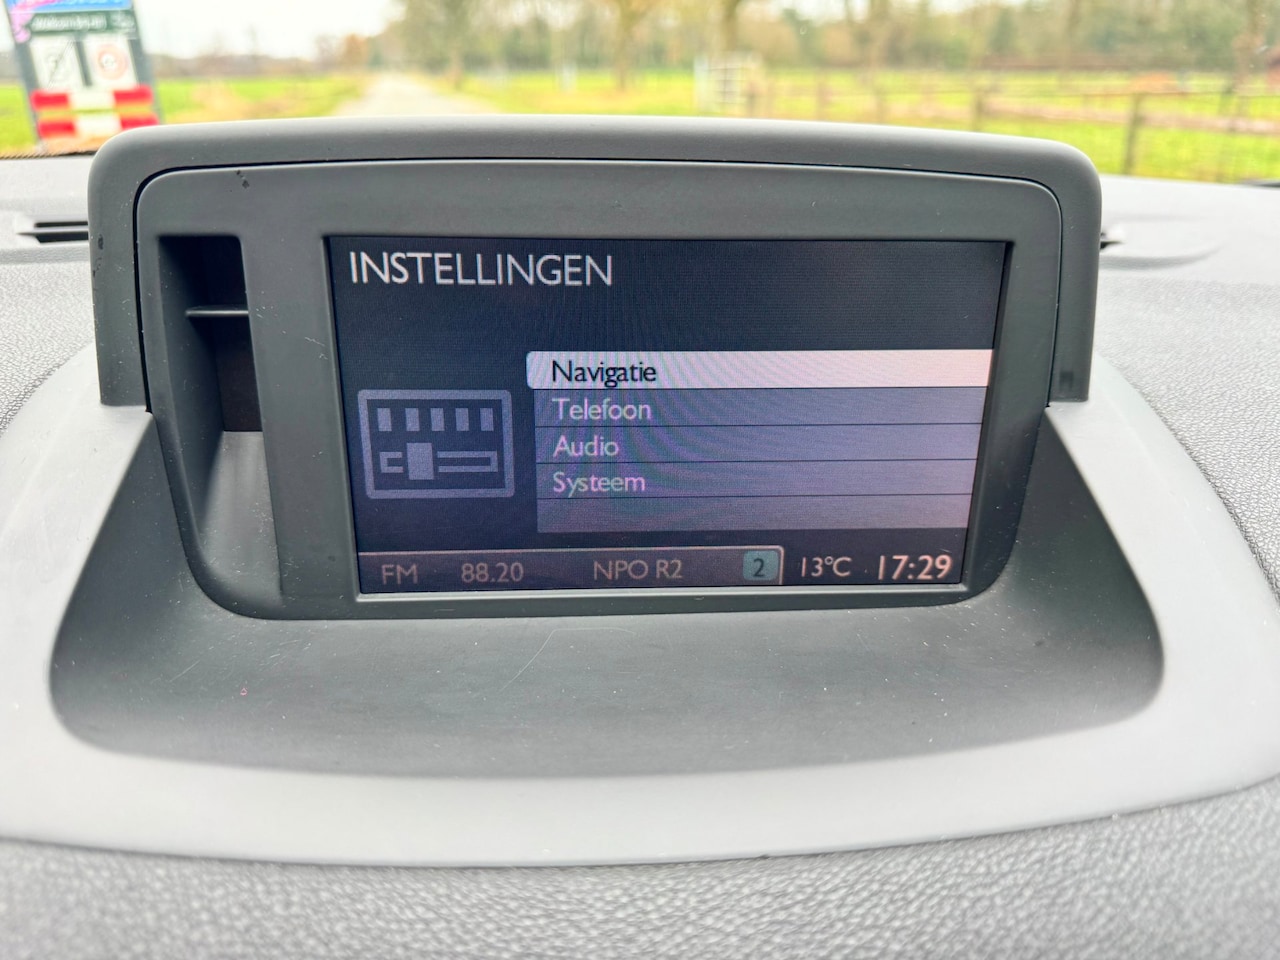 INSTELLINGEN
Navigatie
Telefoon
Audio
Systeem
FM 88.20 NPO R2 2 13°C 17:29